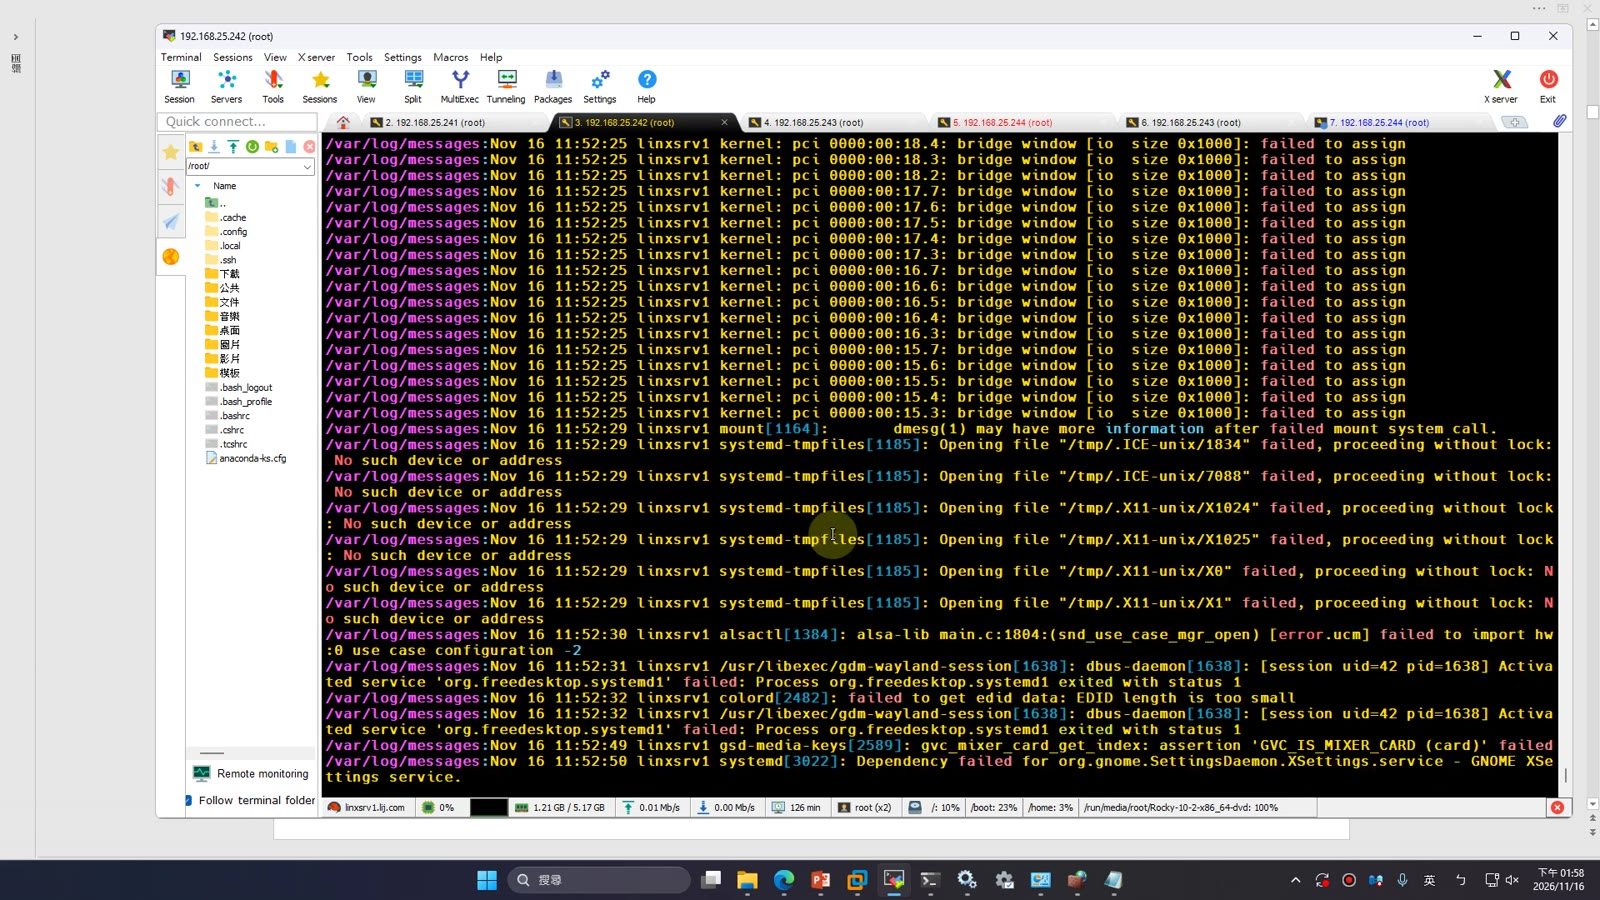 192.168.25.242 (root)
Terminal Sessions View X server Tools Settings Macros Help
Session Servers Tools Sessions View Split MultiExec Tunneling Packages Settings Help X server Exit
Quick connect...
2. 192.168.25.241 (root)
3. 192.168.25.242 (root)
4. 192.168.25.243 (root)
5. 192.168.25.244 (root)
6. 192.168.25.243 (root)
7. 192.168.25.244 (root)
/root/
Name
..
.cache
.config
.local
.ssh
下載
公共
文件
音樂
桌面
圖片
影片
模板
.bash_logout
.bash_profile
.bashrc
.cshrc
.tcshrc
anaconda-ks.cfg
Remote monitoring
Follow terminal folder
/var/log/messages:Nov 16 11:52:25 linxsrv1 kernel: pci 0000:00:18.4: bridge window [io  size 0x1000]: failed to assign
/var/log/messages:Nov 16 11:52:25 linxsrv1 kernel: pci 0000:00:18.3: bridge window [io  size 0x1000]: failed to assign
/var/log/messages:Nov 16 11:52:25 linxsrv1 kernel: pci 0000:00:18.2: bridge window [io  size 0x1000]: failed to assign
/var/log/messages:Nov 16 11:52:25 linxsrv1 kernel: pci 0000:00:17.7: bridge window [io  size 0x1000]: failed to assign
/var/log/messages:Nov 16 11:52:25 linxsrv1 kernel: pci 0000:00:17.6: bridge window [io  size 0x1000]: failed to assign
/var/log/messages:Nov 16 11:52:25 linxsrv1 kernel: pci 0000:00:17.5: bridge window [io  size 0x1000]: failed to assign
/var/log/messages:Nov 16 11:52:25 linxsrv1 kernel: pci 0000:00:17.4: bridge window [io  size 0x1000]: failed to assign
/var/log/messages:Nov 16 11:52:25 linxsrv1 kernel: pci 0000:00:17.3: bridge window [io  size 0x1000]: failed to assign
/var/log/messages:Nov 16 11:52:25 linxsrv1 kernel: pci 0000:00:16.7: bridge window [io  size 0x1000]: failed to assign
/var/log/messages:Nov 16 11:52:25 linxsrv1 kernel: pci 0000:00:16.6: bridge window [io  size 0x1000]: failed to assign
/var/log/messages:Nov 16 11:52:25 linxsrv1 kernel: pci 0000:00:16.5: bridge window [io  size 0x1000]: failed to assign
/var/log/messages:Nov 16 11:52:25 linxsrv1 kernel: pci 0000:00:16.4: bridge window [io  size 0x1000]: failed to assign
/var/log/messages:Nov 16 11:52:25 linxsrv1 kernel: pci 0000:00:16.3: bridge window [io  size 0x1000]: failed to assign
/var/log/messages:Nov 16 11:52:25 linxsrv1 kernel: pci 0000:00:15.7: bridge window [io  size 0x1000]: failed to assign
/var/log/messages:Nov 16 11:52:25 linxsrv1 kernel: pci 0000:00:15.6: bridge window [io  size 0x1000]: failed to assign
/var/log/messages:Nov 16 11:52:25 linxsrv1 kernel: pci 0000:00:15.5: bridge window [io  size 0x1000]: failed to assign
/var/log/messages:Nov 16 11:52:25 linxsrv1 kernel: pci 0000:00:15.4: bridge window [io  size 0x1000]: failed to assign
/var/log/messages:Nov 16 11:52:25 linxsrv1 kernel: pci 0000:00:15.3: bridge window [io  size 0x1000]: failed to assign
/var/log/messages:Nov 16 11:52:29 linxsrv1 mount[1164]:       dmesg(1) may have more information after failed mount system call.
/var/log/messages:Nov 16 11:52:29 linxsrv1 systemd-tmpfiles[1185]: Opening file "/tmp/.ICE-unix/1834" failed, proceeding without lock:
No such device or address
/var/log/messages:Nov 16 11:52:29 linxsrv1 systemd-tmpfiles[1185]: Opening file "/tmp/.ICE-unix/7088" failed, proceeding without lock:
No such device or address
/var/log/messages:Nov 16 11:52:29 linxsrv1 systemd-tmpfiles[1185]: Opening file "/tmp/.X11-unix/X1024" failed, proceeding without lock
: No such device or address
/var/log/messages:Nov 16 11:52:29 linxsrv1 systemd-tmpfiles[1185]: Opening file "/tmp/.X11-unix/X1025" failed, proceeding without lock
: No such device or address
/var/log/messages:Nov 16 11:52:29 linxsrv1 systemd-tmpfiles[1185]: Opening file "/tmp/.X11-unix/X0" failed, proceeding without lock: N
o such device or address
/var/log/messages:Nov 16 11:52:29 linxsrv1 systemd-tmpfiles[1185]: Opening file "/tmp/.X11-unix/X1" failed, proceeding without lock: N
o such device or address
/var/log/messages:Nov 16 11:52:30 linxsrv1 alsactl[1384]: alsa-lib main.c:1804:(snd_use_case_mgr_open) [error.ucm] failed to import hw
:0 use case configuration -2
/var/log/messages:Nov 16 11:52:31 linxsrv1 /usr/libexec/gdm-wayland-session[1638]: dbus-daemon[1638]: [session uid=42 pid=1638] Activa
ted service 'org.freedesktop.systemd1' failed: Process org.freedesktop.systemd1 exited with status 1
/var/log/messages:Nov 16 11:52:32 linxsrv1 colord[2482]: failed to get edid data: EDID length is too small
/var/log/messages:Nov 16 11:52:32 linxsrv1 /usr/libexec/gdm-wayland-session[1638]: dbus-daemon[1638]: [session uid=42 pid=1638] Activa
ted service 'org.freedesktop.systemd1' failed: Process org.freedesktop.systemd1 exited with status 1
/var/log/messages:Nov 16 11:52:49 linxsrv1 gsd-media-keys[2589]: gvc_mixer_card_get_index: assertion 'GVC_IS_MIXER_CARD (card)' failed
/var/log/messages:Nov 16 11:52:50 linxsrv1 systemd[3022]: Dependency failed for org.gnome.SettingsDaemon.XSettings.service - GNOME XSe
ttings service.
linxsrv1.lij.com 0% 1.21 GB / 5.17 GB 0.01 Mb/s 0.00 Mb/s 126 min root (x2) /: 10% /boot: 23% /home: 3% /run/media/root/Rocky-10-2-x86_64-dvd: 100%
搜尋
英
下午 01:58
2026/11/16